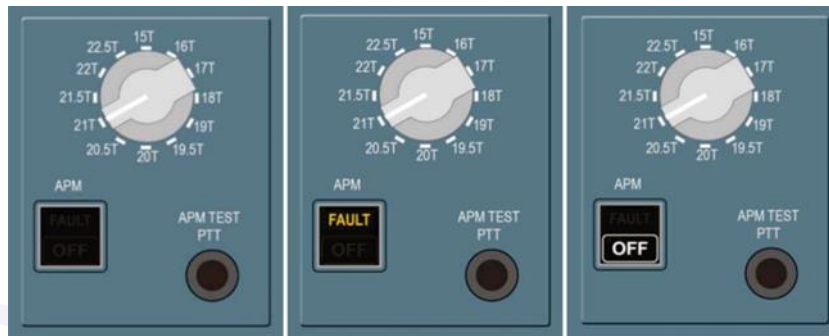 15T
22.5T 16T
22T 17T
21.5T 18T
21T 19T
20.5T 19.5T
20T
APM
FAULT
OFF
APM TEST
PTT
15T
22.5T 16T
22T 17T
21.5T 18T
21T 19T
20.5T 19.5T
20T
APM
FAULT
OFF
APM TEST
PTT
15T
22.5T 16T
22T 17T
21.5T 18T
21T 19T
20.5T 19.5T
20T
APM
FAULT
OFF
APM TEST
PTT